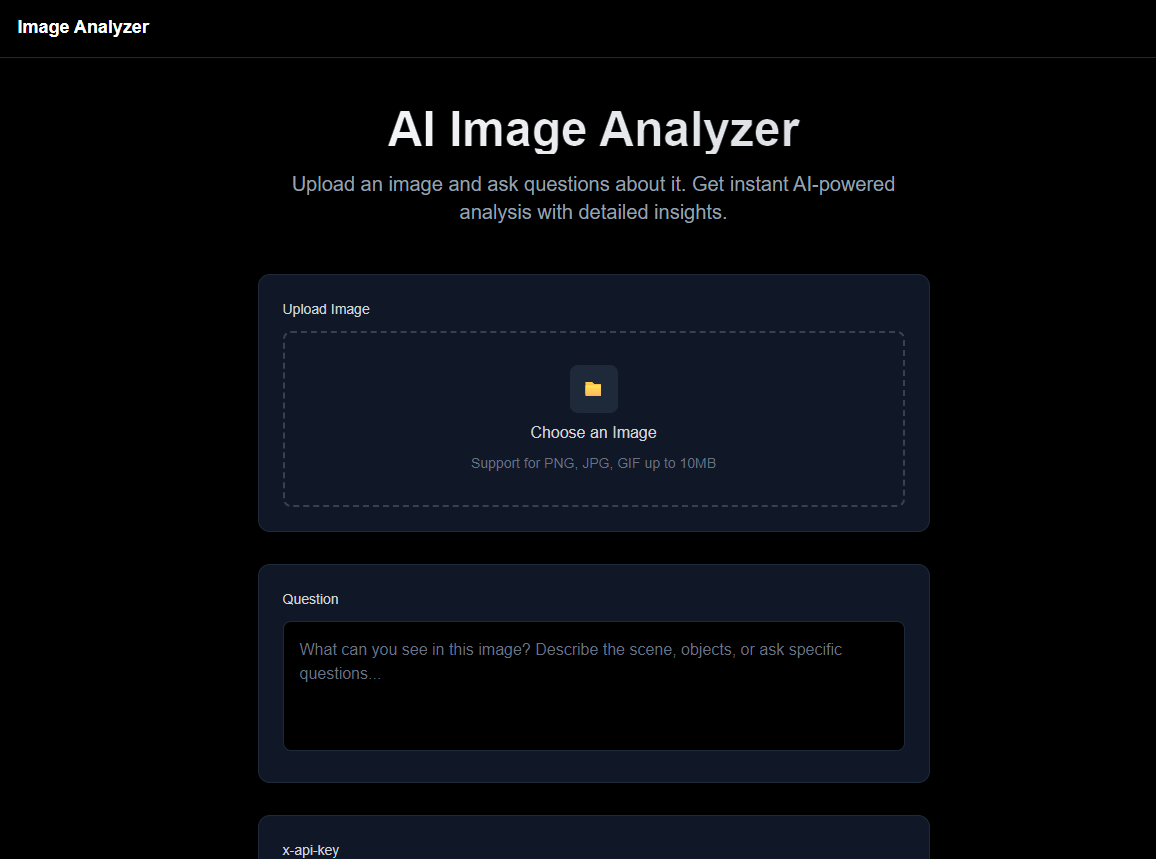 Image Analyzer
AI Image Analyzer
Upload an image and ask questions about it. Get instant AI-powered
analysis with detailed insights.
Upload Image
Choose an Image
Support for PNG, JPG, GIF up to 10MB
Question
What can you see in this image? Describe the scene, objects, or ask specific
questions...
x-api-key